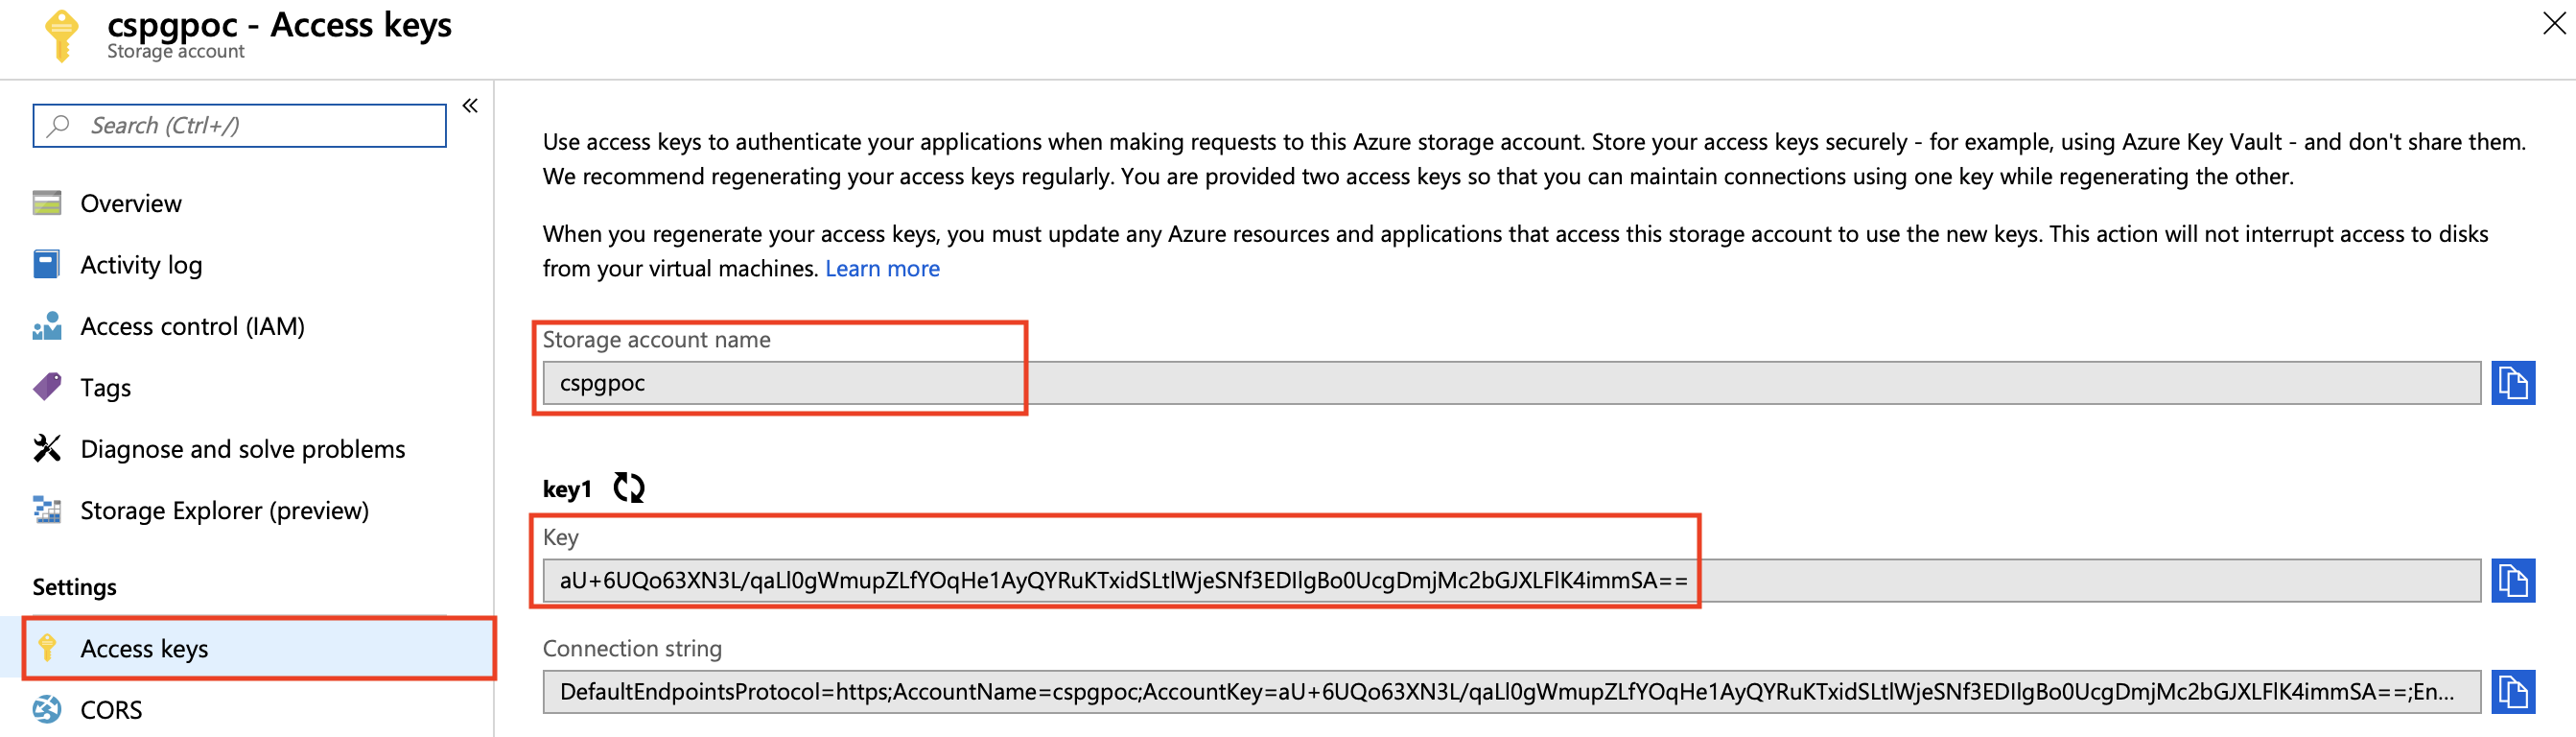 cspgpoc - Access keys
Storage account
Search (Ctrl+/)
«
Overview
Activity log
Access control (IAM)
Tags
Diagnose and solve problems
Storage Explorer (preview)
Settings
Access keys
CORS
Use access keys to authenticate your applications when making requests to this Azure storage account. Store your access keys securely - for example, using Azure Key Vault - and don't share them.
We recommend regenerating your access keys regularly. You are provided two access keys so that you can maintain connections using one key while regenerating the other.
When you regenerate your access keys, you must update any Azure resources and applications that access this storage account to use the new keys. This action will not interrupt access to disks
from your virtual machines. Learn more
Storage account name
cspgpoc
key1
Key
aU+6UQo63XN3L/qaLl0gWmupZLfYOqHe1AyQYRuKTxidSLtlWjeSNf3EDIlgBo0UcgDmjMc2bGJXLFlK4immSA==
Connection string
DefaultEndpointsProtocol=https;AccountName=cspgpoc;AccountKey=aU+6UQo63XN3L/qaLl0gWmupZLfYOqHe1AyQYRuKTxidSLtlWjeSNf3EDIlgBo0UcgDmjMc2bGJXLFlK4immSA==;En...